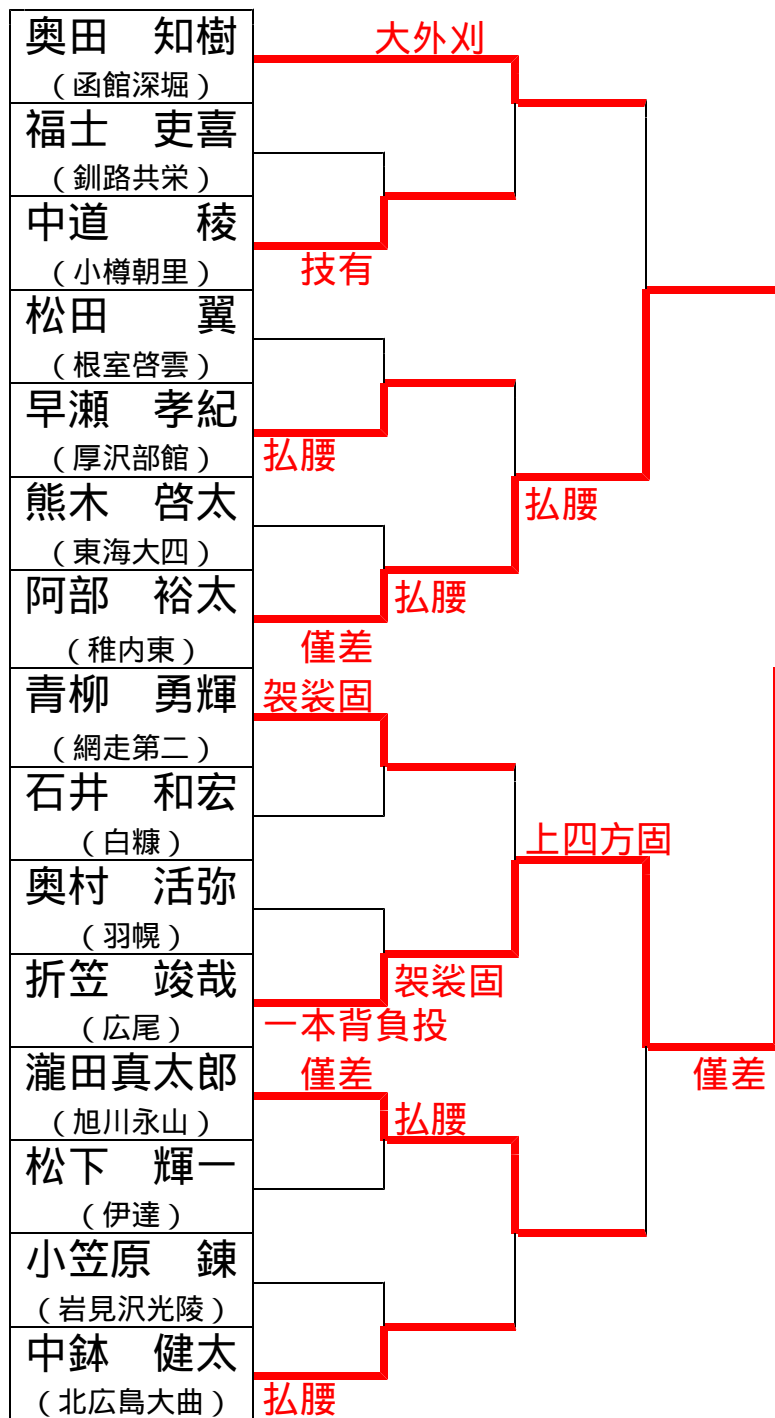 奥田　知樹
大外刈
（函館深堀）
福士　吏喜
（釧路共栄）
中道　　稜
（小樽朝里）
技有
松田　　翼
（根室啓雲）
早瀬　孝紀
（厚沢部館）
払腰
熊木　啓太
払腰
（東海大四）
阿部　裕太
払腰
（稚内東）
僅差
青柳　勇輝
袈裟固
（網走第二）
石井　和宏
（白糠）
上四方固
奥村　活弥
（羽幌）
折笠　竣哉
袈裟固
（広尾）
一本背負投
瀧田真太郎
僅差
僅差
（旭川永山）
払腰
松下　輝一
（伊達）
小笠原　錬
（岩見沢光陵）
中鉢　健太
（北広島大曲）
払腰